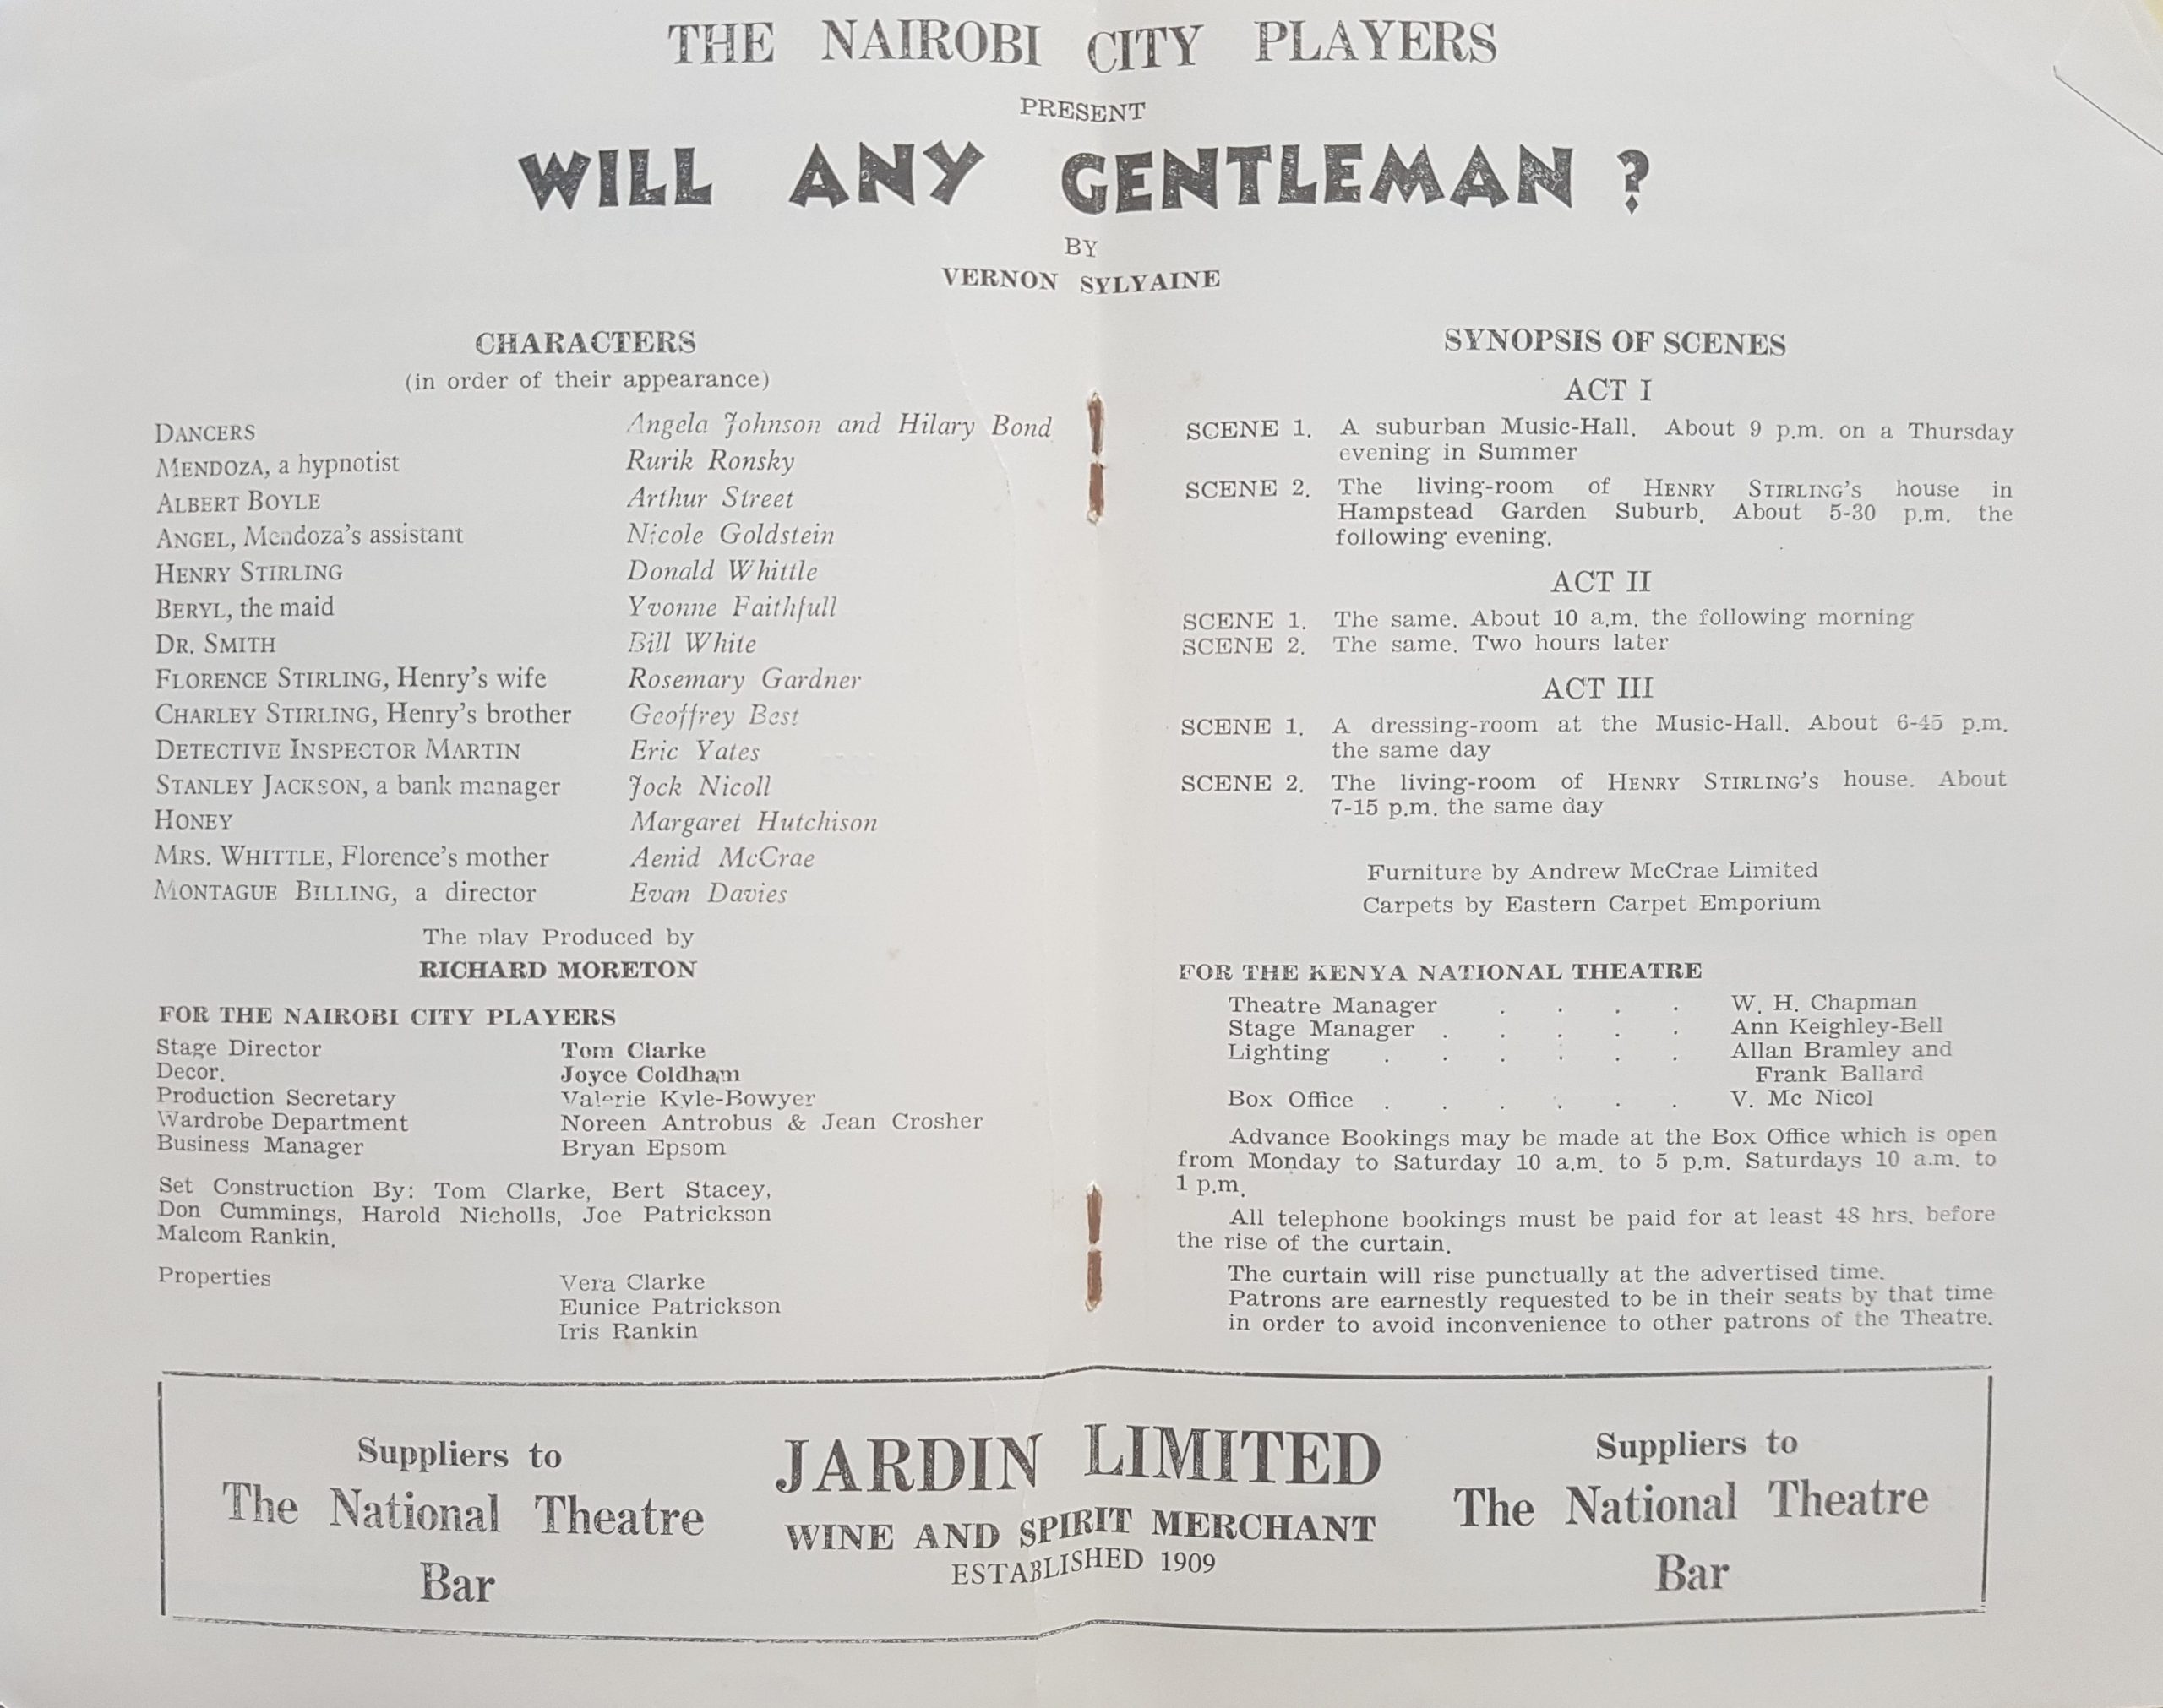 THE NAIROBI CITY PLAYERS
PRESENT
WILL ANY GENTLEMAN ?
BY
VERNON SYLYAINE
CHARACTERS
(in order of their appearance)
DANCERS Angela Johnson and Hilary Bond
MENDOZA, a hypnotist Rurik Ronsky
ALBERT BOYLE Arthur Street
ANGEL, Mendoza's assistant Nicole Goldstein
HENRY STIRLING Donald Whittle
BERYL, the maid Yvonne Faithfull
DR. SMITH Bill White
FLORENCE STIRLING, Henry's wife Rosemary Gardner
CHARLEY STIRLING, Henry's brother Geoffrey Best
DETECTIVE INSPECTOR MARTIN Eric Yates
STANLEY JACKSON, a bank manager Jock Nicoll
HONEY Margaret Hutchison
MRS. WHITTLE, Florence's mother Aenid McCrae
MONTAGUE BILLING, a director Evan Davies
The play Produced by
RICHARD MORETON
FOR THE NAIROBI CITY PLAYERS
Stage Director Tom Clarke
Decor. Joyce Coldham
Production Secretary Valerie Kyle-Bowyer
Wardrobe Department Noreen Antrobus & Jean Crosher
Business Manager Bryan Epsom
Set Construction By: Tom Clarke, Bert Stacey,
Don Cummings, Harold Nicholls, Joe Patrickson
Malcom Rankin.
Properties Vera Clarke
Eunice Patrickson
Iris Rankin
SYNOPSIS OF SCENES
ACT I
SCENE 1. A suburban Music-Hall. About 9 p.m. on a Thursday
evening in Summer
SCENE 2. The living-room of HENRY STIRLING'S house in
Hampstead Garden Suburb. About 5-30 p.m. the
following evening.
ACT II
SCENE 1. The same. About 10 a.m. the following morning
SCENE 2. The same. Two hours later
ACT III
SCENE 1. A dressing-room at the Music-Hall. About 6-45 p.m.
the same day
SCENE 2. The living-room of HENRY STIRLING'S house. About
7-15 p.m. the same day
Furniture by Andrew McCrae Limited
Carpets by Eastern Carpet Emporium
FOR THE KENYA NATIONAL THEATRE
Theatre Manager . . . . W. H. Chapman
Stage Manager . . . . . Ann Keighley-Bell
Lighting . . . . . . Allan Bramley and
Frank Ballard
Box Office . . . . . . V. Mc Nicol
Advance Bookings may be made at the Box Office which is open
from Monday to Saturday 10 a.m. to 5 p.m. Saturdays 10 a.m. to
1 p.m.
All telephone bookings must be paid for at least 48 hrs. before
the rise of the curtain.
The curtain will rise punctually at the advertised time.
Patrons are earnestly requested to be in their seats by that time
in order to avoid inconvenience to other patrons of the Theatre.
Suppliers to
The National Theatre
Bar
JARDIN LIMITED
WINE AND SPIRIT MERCHANT
ESTABLISHED 1909
Suppliers to
The National Theatre
Bar